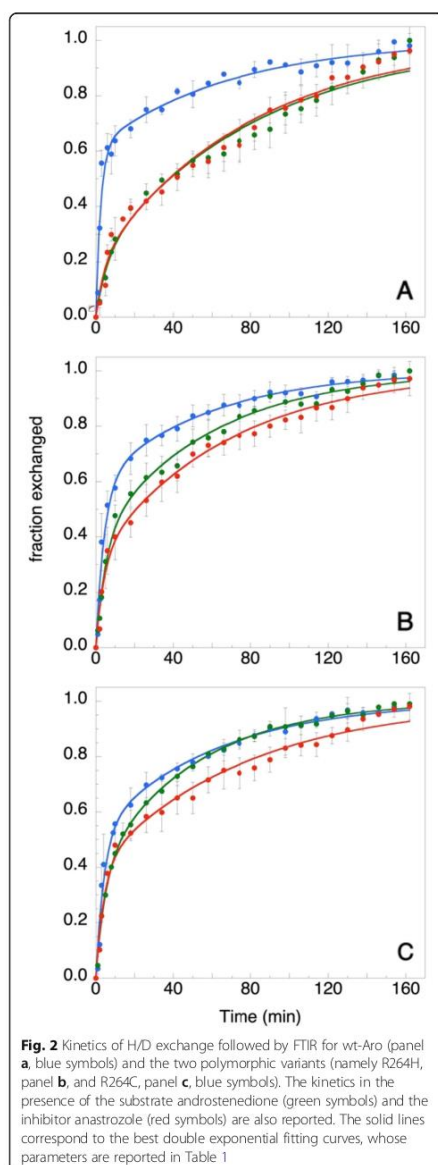 1.0
0.8
0.6
0.4
0.2
0.0
0 40 80 120 160
A
1.0
0.8
0.6
0.4
0.2
0.0
0 40 80 120 160
B
fraction exchanged
1.0
0.8
0.6
0.4
0.2
0.0
0 40 80 120 160
C
Time (min)
Fig. 2 Kinetics of H/D exchange followed by FTIR for wt-Aro (panel
a, blue symbols) and the two polymorphic variants (namely R264H,
panel b, and R264C, panel c, blue symbols). The kinetics in the
presence of the substrate androstenedione (green symbols) and the
inhibitor anastrozole (red symbols) are also reported. The solid lines
correspond to the best double exponential fitting curves, whose
parameters are reported in Table 1